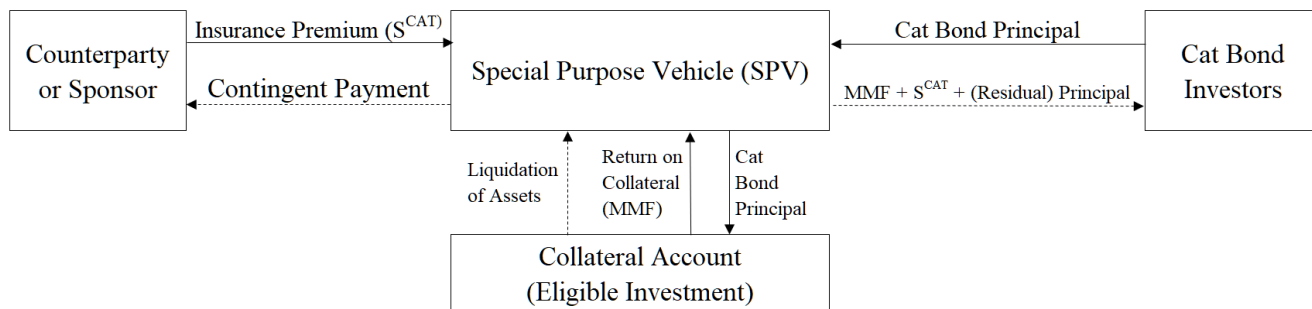 Counterparty
or Sponsor
Insurance Premium (S^CAT)
Contingent Payment
Special Purpose Vehicle (SPV)
Cat Bond Principal
MMF + S^CAT + (Residual) Principal
Cat Bond
Investors
Liquidation
of Assets
Return on
Collateral
(MMF)
Cat
Bond
Principal
Collateral Account
(Eligible Investment)